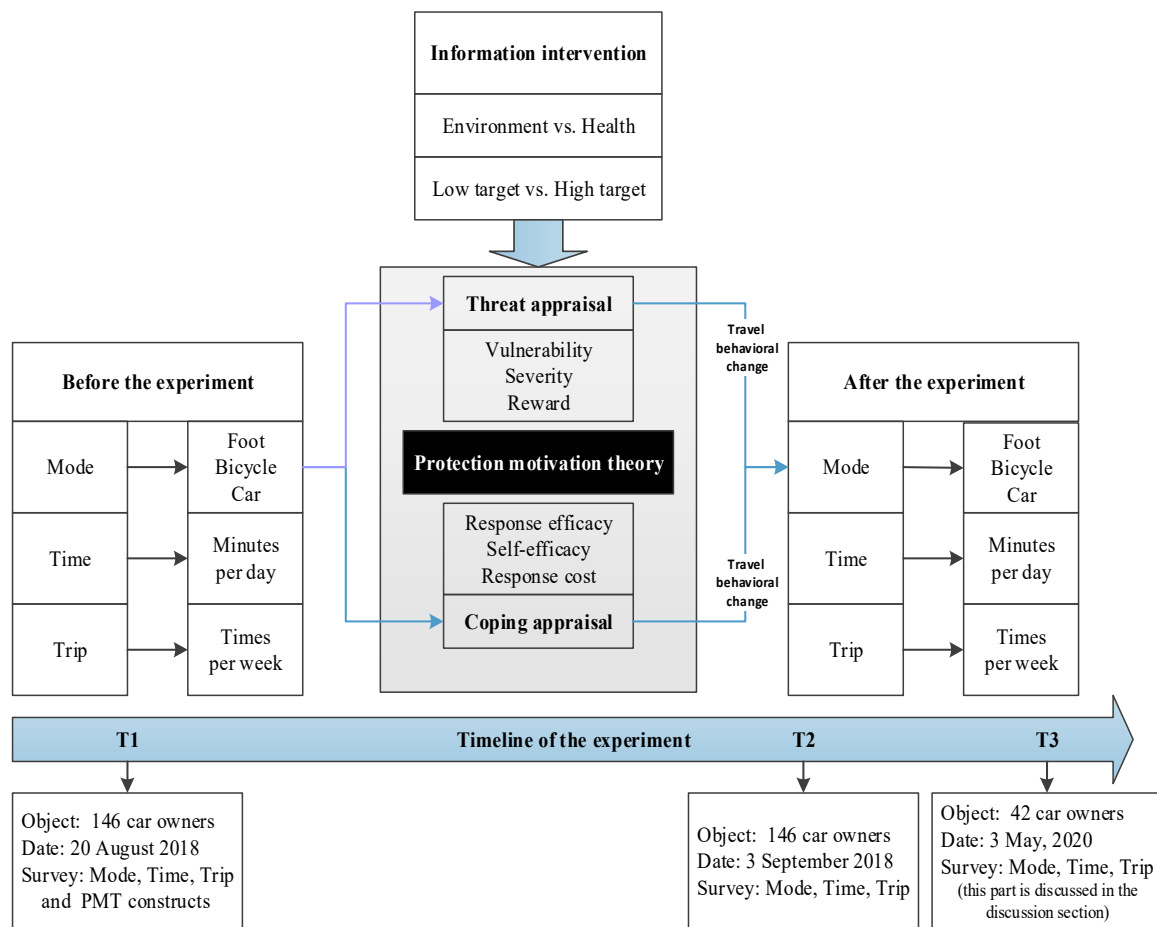 Information intervention
Environment vs. Health
Low target vs. High target
Threat appraisal
Vulnerability
Severity
Reward
Protection motivation theory
Response efficacy
Self-efficacy
Response cost
Coping appraisal
Before the experiment
Mode
Foot
Bicycle
Car
Time
Minutes
per day
Trip
Times
per week
Travel
behavioral
change
Travel
behavioral
change
After the experiment
Mode
Foot
Bicycle
Car
Time
Minutes
per day
Trip
Times
per week
T1
Timeline of the experiment
T2
T3
Object: 146 car owners
Date: 20 August 2018
Survey: Mode, Time, Trip
and PMT constructs
Object: 146 car owners
Date: 3 September 2018
Survey: Mode, Time, Trip
Object: 42 car owners
Date: 3 May, 2020
Survey: Mode, Time, Trip
(this part is discussed in the
discussion section)